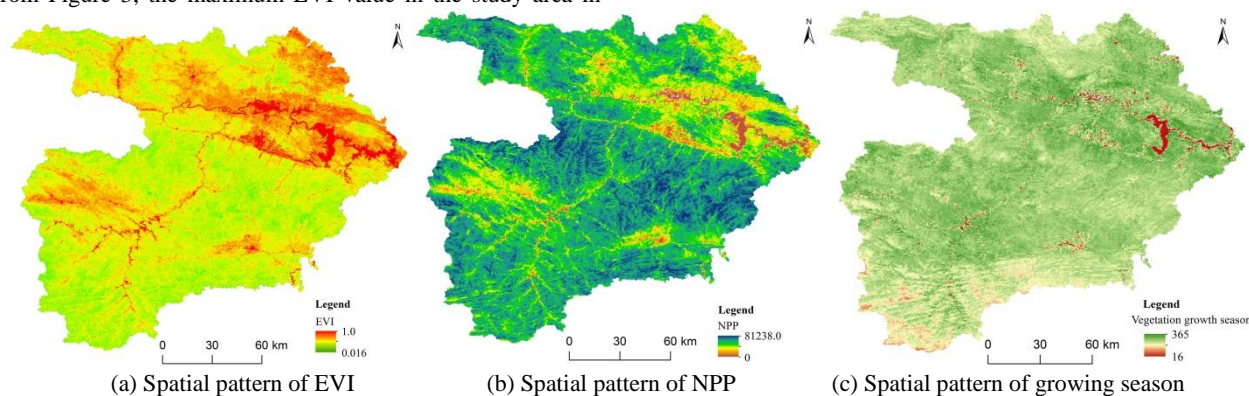 from Figure 3, the maximum EVI value in the study area in
N
N
N
Legend
EVI
1.0
0.016
0 30 60 km
Legend
NPP
81238.0
0
0 30 60 km
Legend
Vegetation growth season
365
16
0 30 60 km
(a) Spatial pattern of EVI (b) Spatial pattern of NPP (c) Spatial pattern of growing season